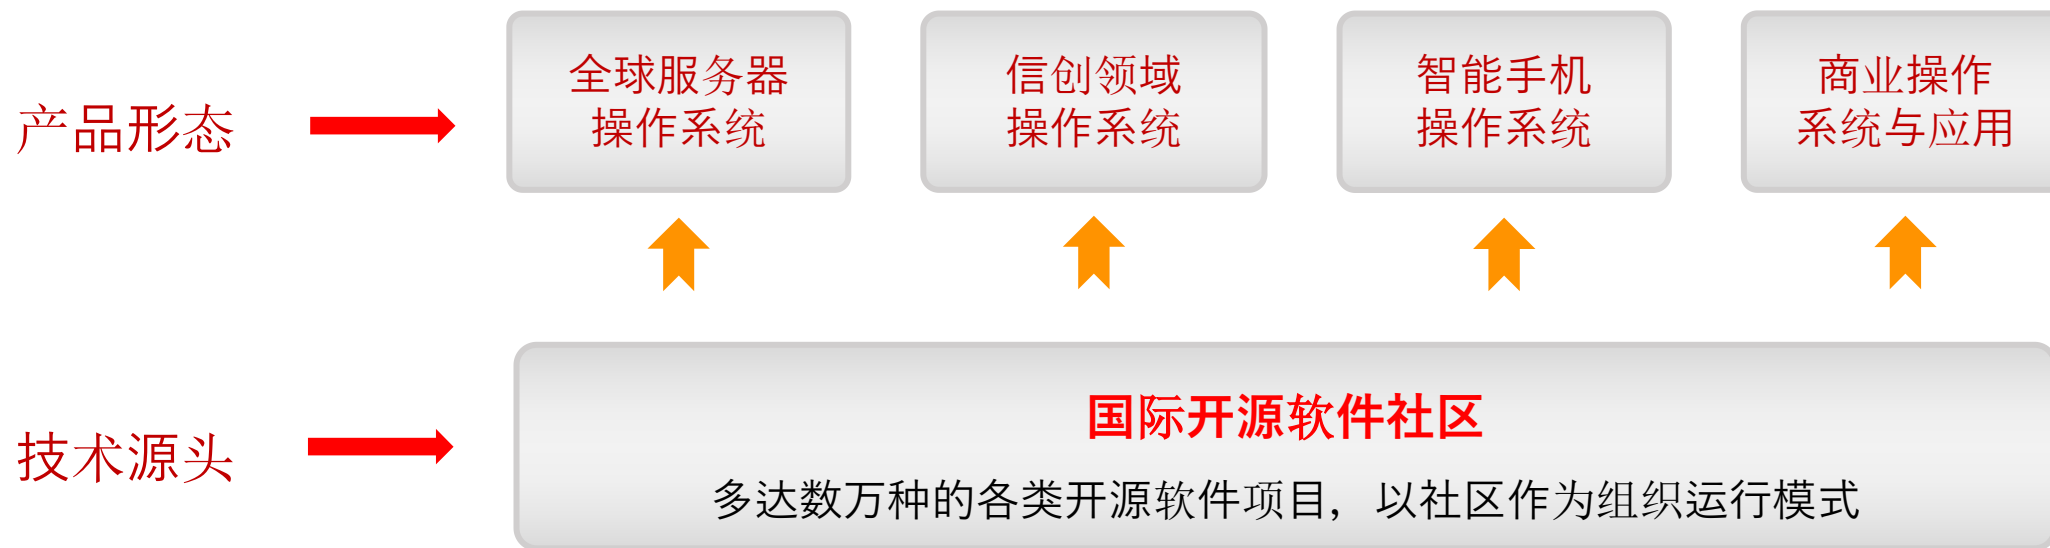 产品形态
全球服务器
操作系统
信创领域
操作系统
智能手机
操作系统
商业操作
系统与应用
技术源头
国际开源软件社区
多达数万种的各类开源软件项目，以社区作为组织运行模式